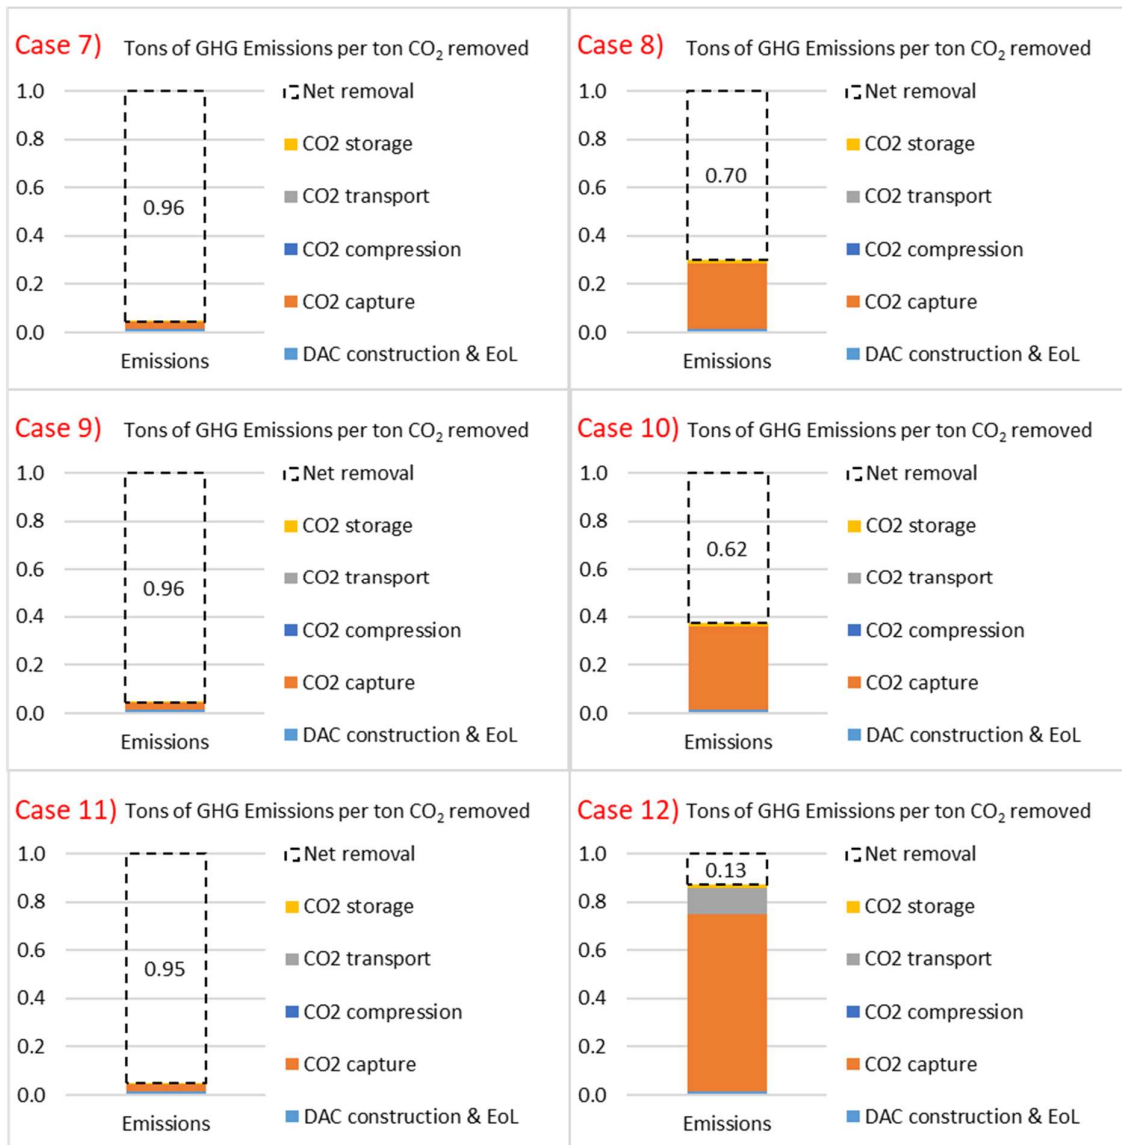 Case 7) Tons of GHG Emissions per ton CO₂ removed
1.0
0.8
0.6
0.4
0.2
0.0
0.96
Emissions
Net removal
CO2 storage
CO2 transport
CO2 compression
CO2 capture
DAC construction & EoL
Case 8) Tons of GHG Emissions per ton CO₂ removed
1.0
0.8
0.6
0.4
0.2
0.0
0.70
Emissions
Net removal
CO2 storage
CO2 transport
CO2 compression
CO2 capture
DAC construction & EoL
Case 9) Tons of GHG Emissions per ton CO₂ removed
1.0
0.8
0.6
0.4
0.2
0.0
0.96
Emissions
Net removal
CO2 storage
CO2 transport
CO2 compression
CO2 capture
DAC construction & EoL
Case 10) Tons of GHG Emissions per ton CO₂ removed
1.0
0.8
0.6
0.4
0.2
0.0
0.62
Emissions
Net removal
CO2 storage
CO2 transport
CO2 compression
CO2 capture
DAC construction & EoL
Case 11) Tons of GHG Emissions per ton CO₂ removed
1.0
0.8
0.6
0.4
0.2
0.0
0.95
Emissions
Net removal
CO2 storage
CO2 transport
CO2 compression
CO2 capture
DAC construction & EoL
Case 12) Tons of GHG Emissions per ton CO₂ removed
1.0
0.8
0.6
0.4
0.2
0.0
0.13
Emissions
Net removal
CO2 storage
CO2 transport
CO2 compression
CO2 capture
DAC construction & EoL